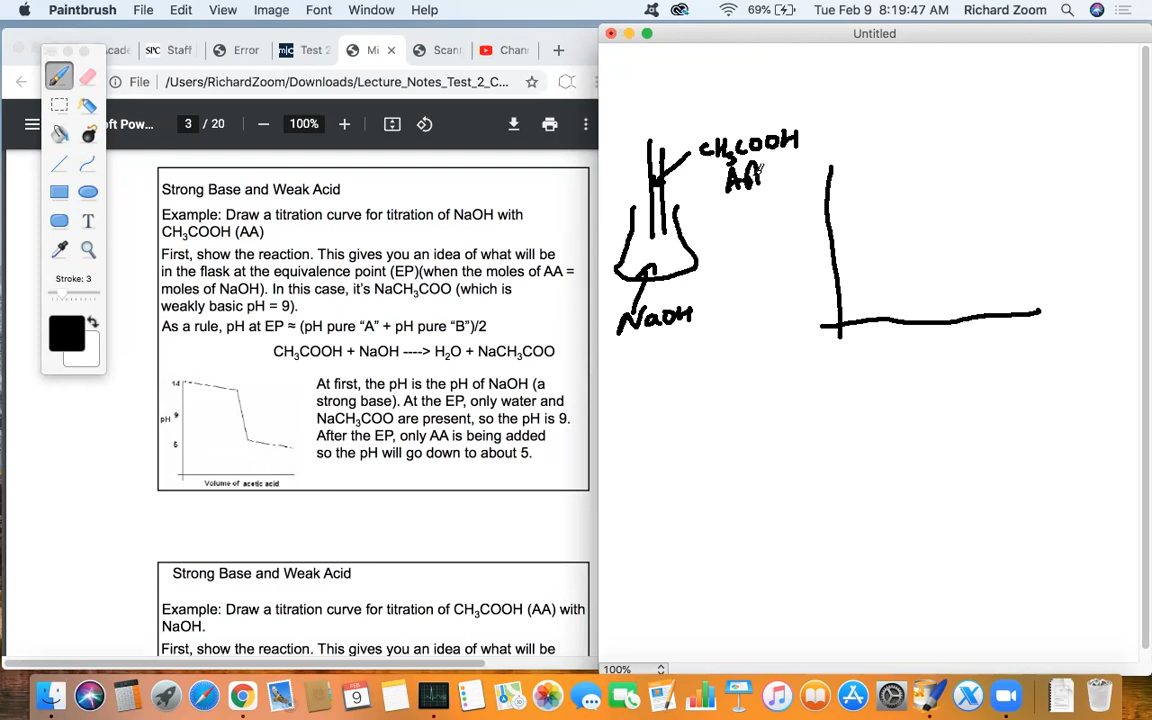 Paintbrush File Edit View Image Font Window Help 69% Tue Feb 9 8:19:47 AM Richard Zoom
Acade Staff Error Test 2 Mi Scan Chan
File /Users/RichardZoom/Downloads/Lecture_Notes_Test_2_C...
oft Pow... 3 / 20 100%
Strong Base and Weak Acid
Example: Draw a titration curve for titration of NaOH with
CH₃COOH (AA)
First, show the reaction. This gives you an idea of what will be
in the flask at the equivalence point (EP)(when the moles of AA =
moles of NaOH). In this case, it's NaCH₃COO (which is
weakly basic pH = 9).
As a rule, pH at EP ≈ (pH pure “A” + pH pure “B”)/2
CH₃COOH + NaOH ----> H₂O + NaCH₃COO
14
pH 9
5
Volume of acetic acid
At first, the pH is the pH of NaOH (a
strong base). At the EP, only water and
NaCH₃COO are present, so the pH is 9.
After the EP, only AA is being added
so the pH will go down to about 5.
Strong Base and Weak Acid
Example: Draw a titration curve for titration of CH₃COOH (AA) with
NaOH.
First, show the reaction. This gives you an idea of what will be
Stroke: 3
Untitled
CH₃COOH
AA
NaOH
100%
FEB
9